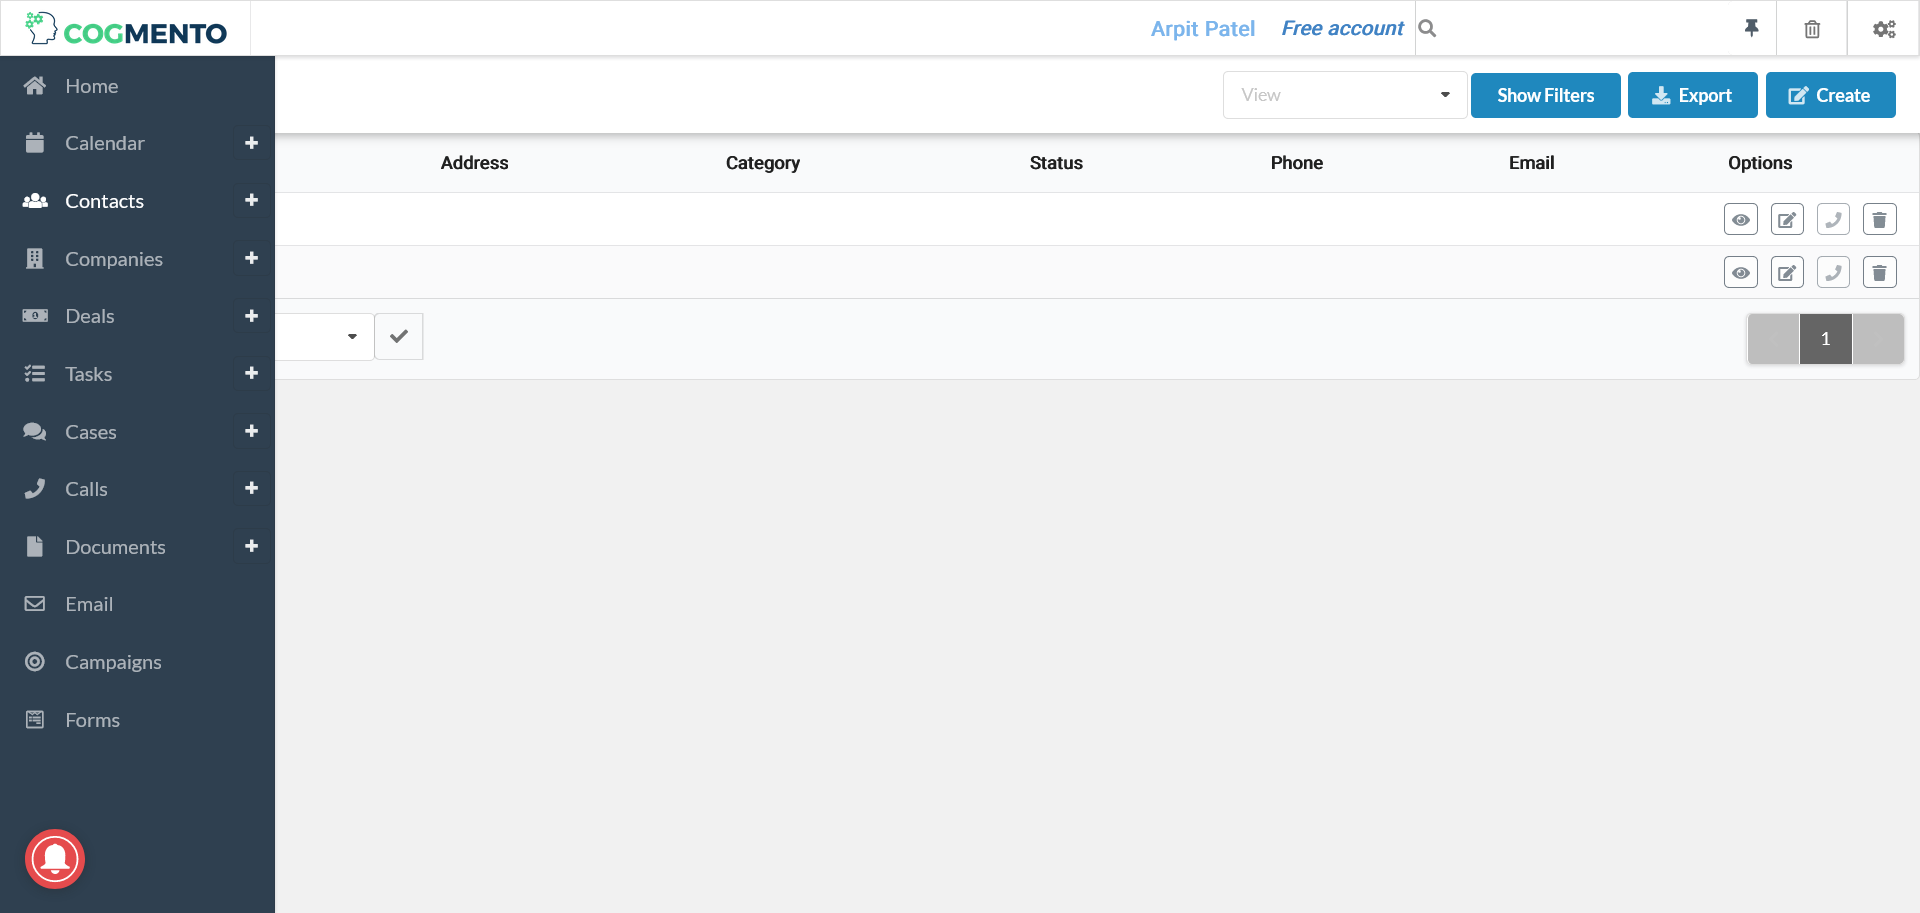 COGMENTO
Arpit Patel
Free account
Home
View
Show Filters
Export
Create
Calendar
Address
Category
Status
Phone
Email
Options
Contacts
Companies
Deals
1
Tasks
Cases
Calls
Documents
Email
Campaigns
Forms